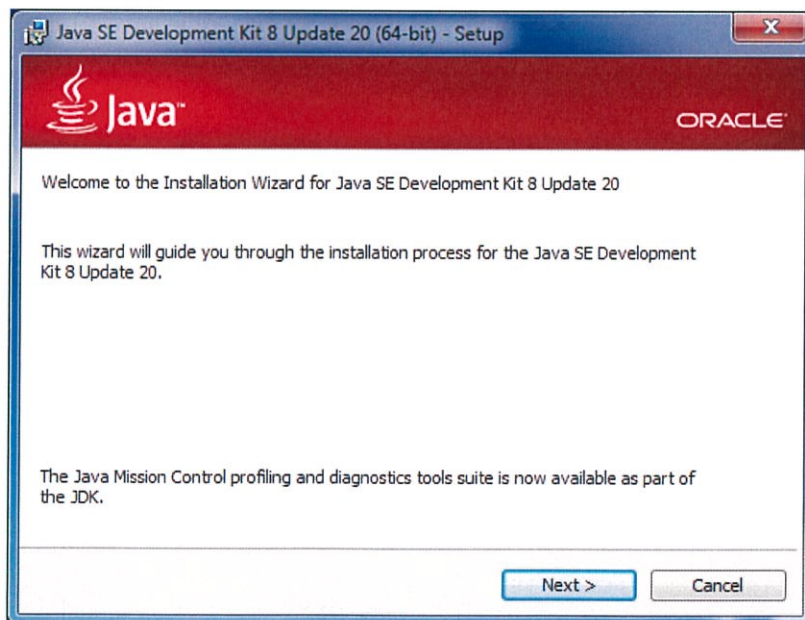 Java SE Development Kit 8 Update 20 (64-bit) - Setup
Java™
ORACLE
Welcome to the Installation Wizard for Java SE Development Kit 8 Update 20
This wizard will guide you through the installation process for the Java SE Development
Kit 8 Update 20.
The Java Mission Control profiling and diagnostics tools suite is now available as part of
the JDK.
Next >
Cancel